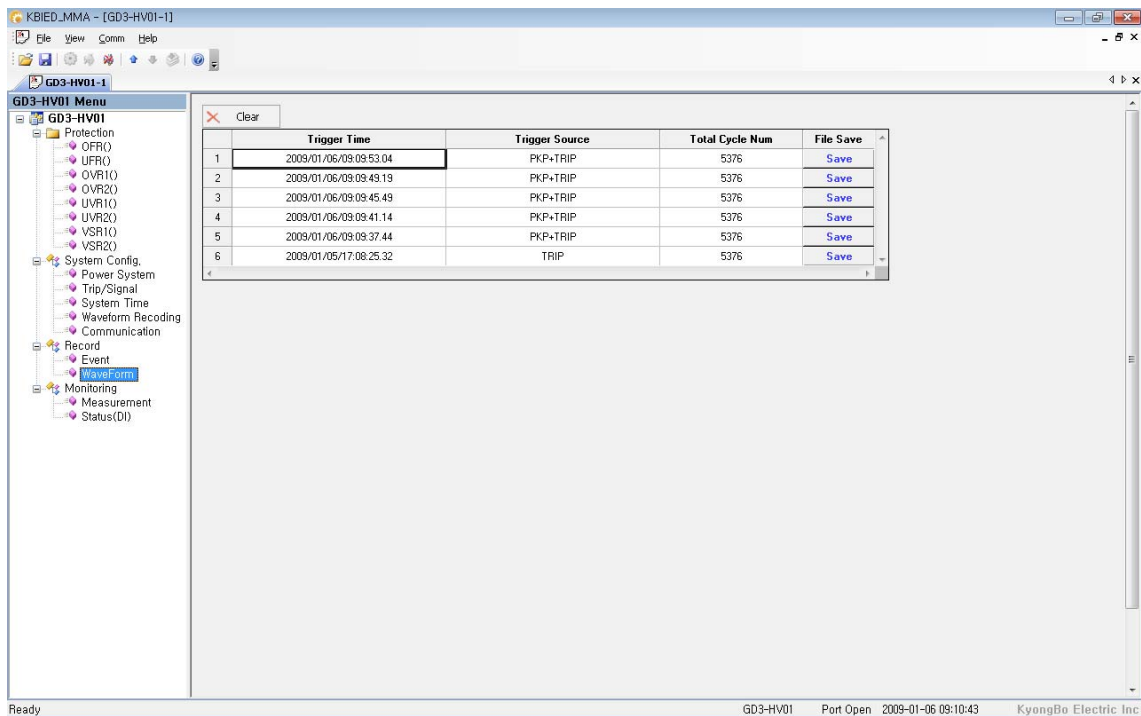 KBIED_MMA - [GD3-HV01-1]
File View Comm Help
GD3-HV01-1
GD3-HV01 Menu
GD3-HV01
Protection
OFR()
UFR()
OVR1()
OVR2()
UVR1()
UVR2()
VSR1()
VSR2()
System Config,
Power System
Trip/Signal
System Time
Waveform Recoding
Communication
Record
Event
WaveForm
Monitoring
Measurement
Status(DI)
Clear
Trigger Time Trigger Source Total Cycle Num File Save
1 2009/01/06/09:09:53.04 PKP+TRIP 5376 Save
2 2009/01/06/09:09:49.19 PKP+TRIP 5376 Save
3 2009/01/06/09:09:45.49 PKP+TRIP 5376 Save
4 2009/01/06/09:09:41.14 PKP+TRIP 5376 Save
5 2009/01/06/09:09:37.44 PKP+TRIP 5376 Save
6 2009/01/05/17:08:25.32 TRIP 5376 Save
Ready GD3-HV01 Port Open 2009-01-06 09:10:43 KyongBo Electric Inc